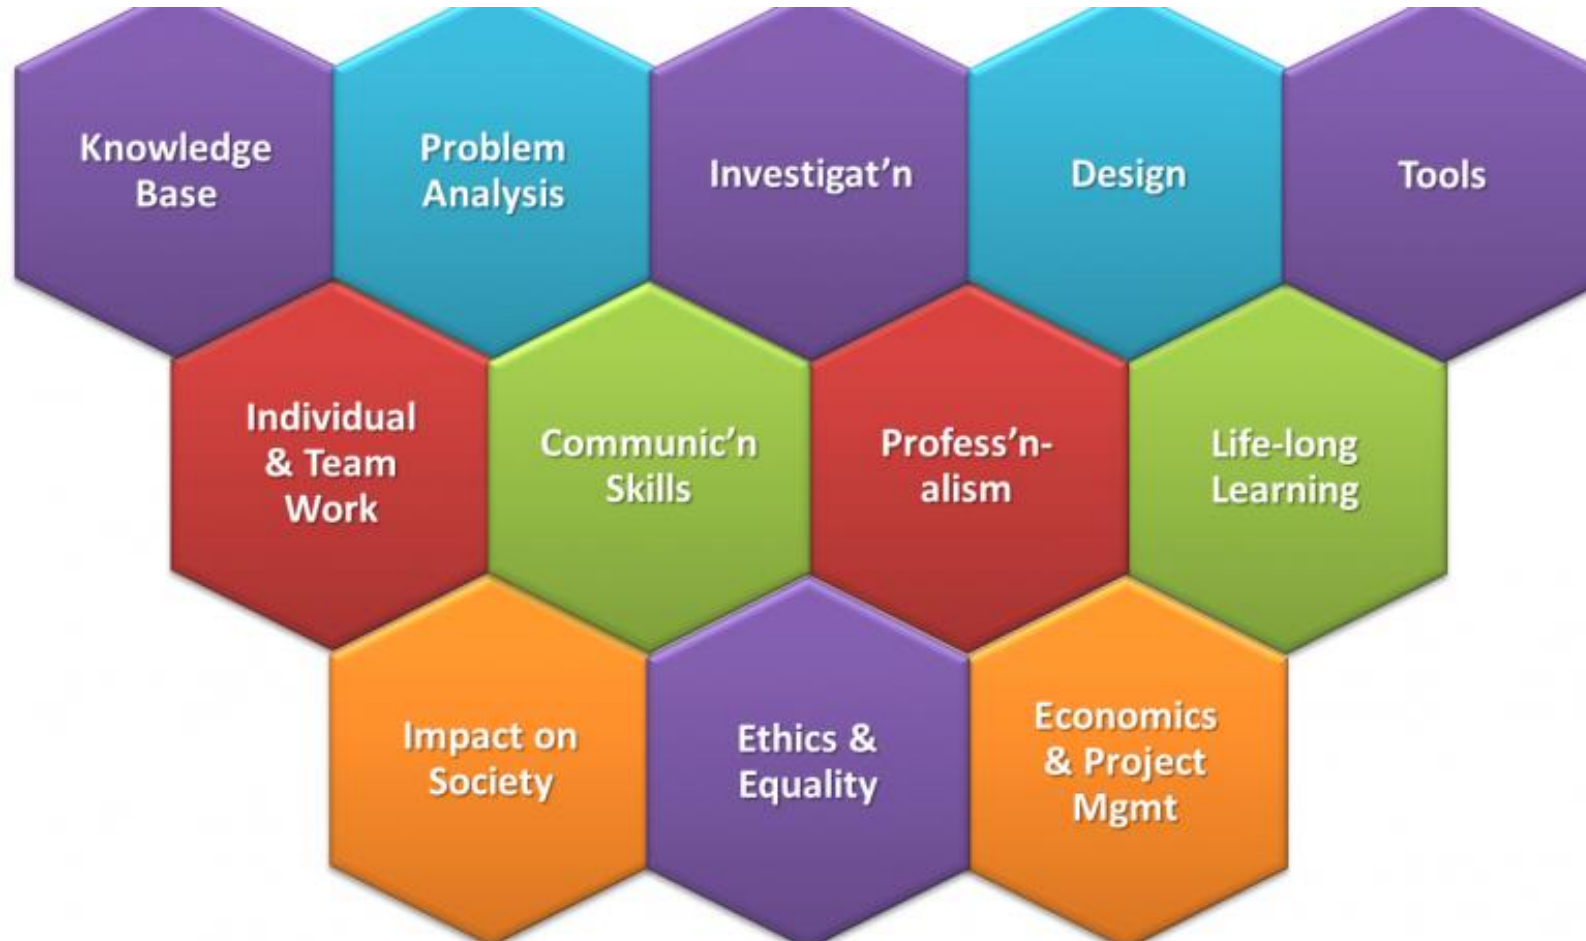 Knowledge
Base
Problem
Analysis
Investigat’n
Design
Tools
Individual
& Team
Work
Communic’n
Skills
Profess’n-
alism
Life-long
Learning
Impact on
Society
Ethics &
Equality
Economics
& Project
Mgmt